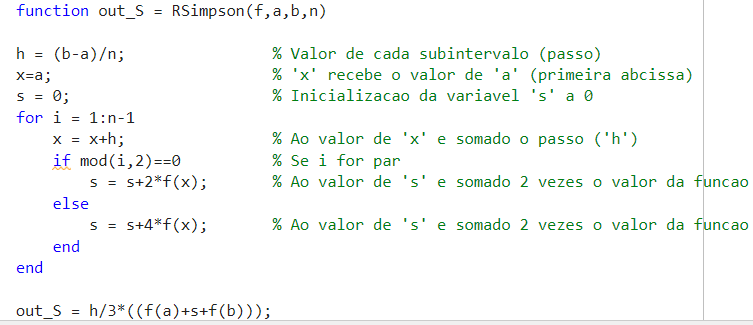 function out_S = RSimpson(f,a,b,n)
h = (b-a)/n; % Valor de cada subintervalo (passo)
x=a; % 'x' recebe o valor de 'a' (primeira abcissa)
s = 0; % Inicializacao da variavel 's' a 0
for i = 1:n-1
x = x+h; % Ao valor de 'x' e somado o passo ('h')
if mod(i,2)==0 % Se i for par
s = s+2*f(x); % Ao valor de 's' e somado 2 vezes o valor da funcao
else
s = s+4*f(x); % Ao valor de 's' e somado 2 vezes o valor da funcao
end
end
out_S = h/3*((f(a)+s+f(b)));